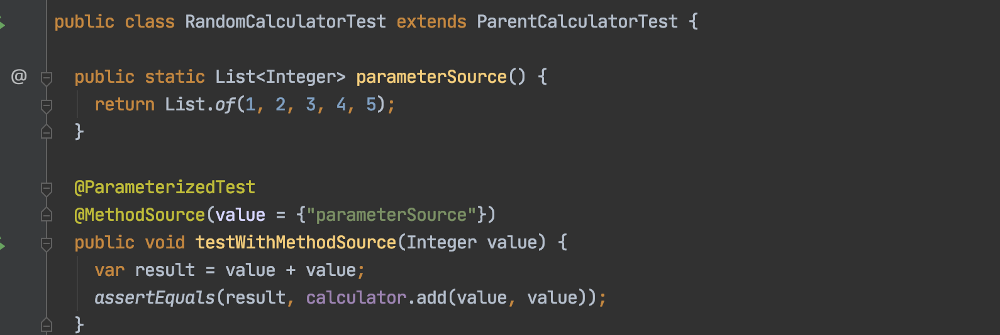 public class RandomCalculatorTest extends ParentCalculatorTest {
@
public static List<Integer> parameterSource() {
return List.of(1, 2, 3, 4, 5);
}
@ParameterizedTest
@MethodSource(value = {"parameterSource"})
public void testWithMethodSource(Integer value) {
var result = value + value;
assertEquals(result, calculator.add(value, value));
}